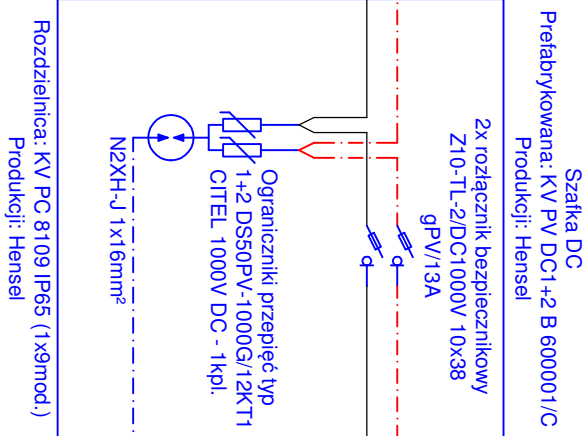 Szafka DC
Prefabrykowana: KV PV DC1+2 B 600001/C
Produkcji: Hensel
2x rozłącznik bezpiecznikowy
Z10-TL-2/DC1000V 10x38
gPV/13A
Ograniczniki przepięć typ
1+2 DS50PV-1000G/12KT1
CITEL 1000V DC - 1kpl.
N2XH-J 1x16mm²
Rozdzielnica: KV PC 8109 IP65 (1x9mod.)
Produkcji: Hensel